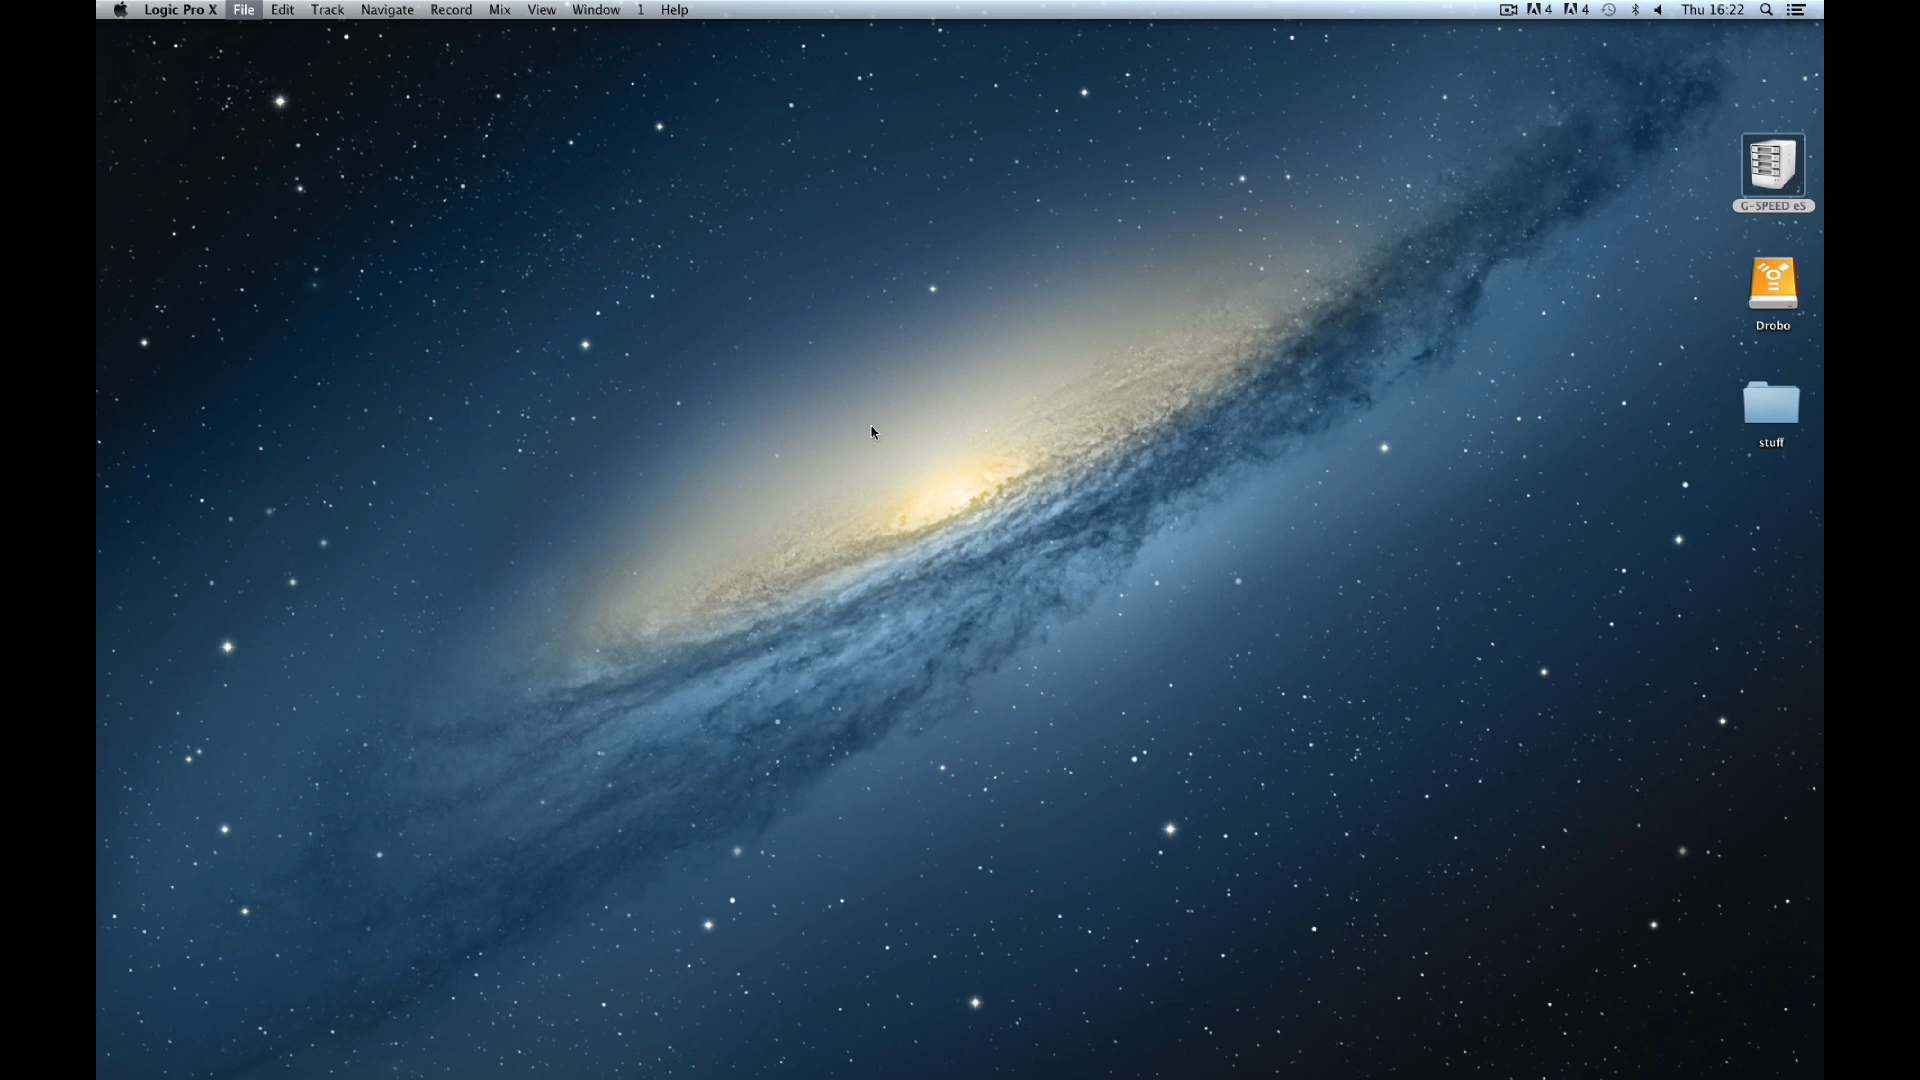 Logic Pro X File Edit Track Navigate Record Mix View Window 1 Help 4 4 Thu 16:22
G-SPEED eS
Drobo
stuff